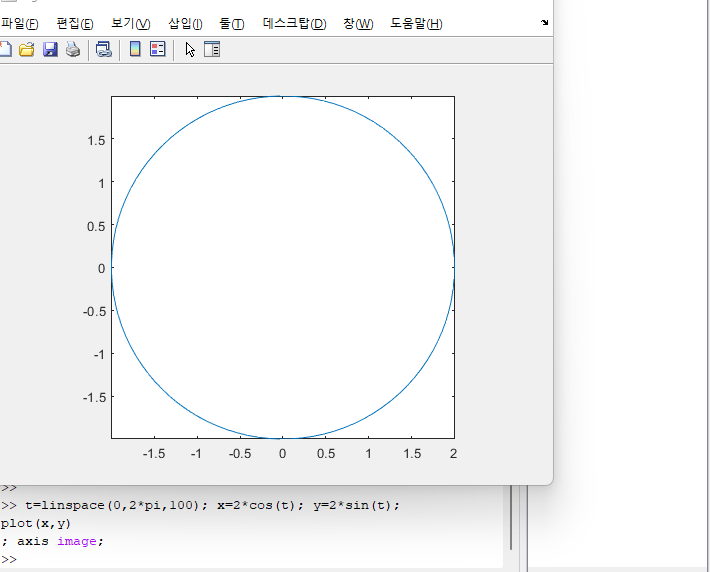 파일(F) 편집(E) 보기(V) 삽입(I) 툴(T) 데스크탑(D) 창(W) 도움말(H)
1.5
1
0.5
0
-0.5
-1
-1.5
-1.5 -1 -0.5 0 0.5 1 1.5 2
>>
>> t=linspace(0,2*pi,100); x=2*cos(t); y=2*sin(t);
plot(x,y)
; axis image;
>>